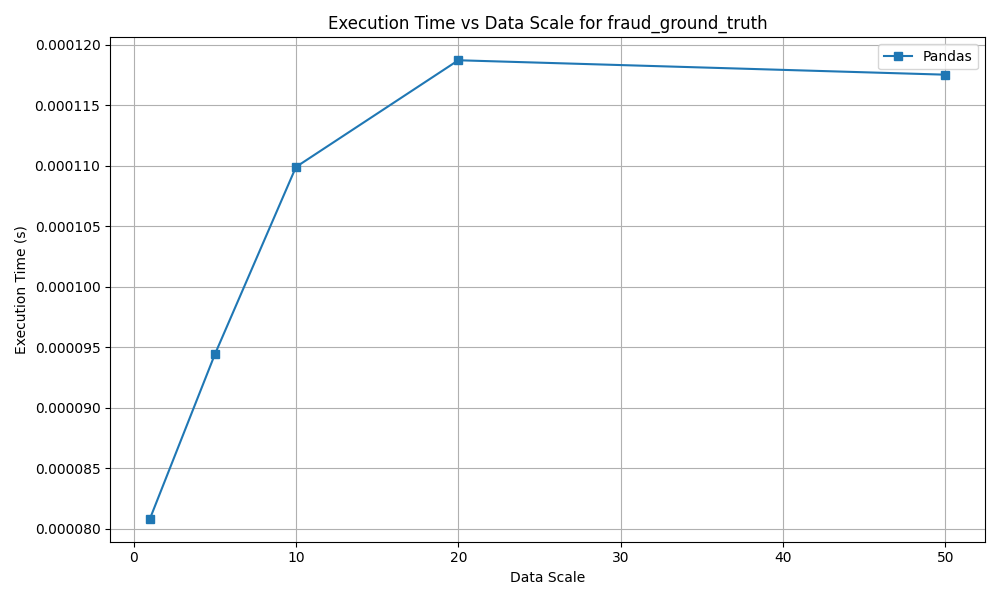 Execution Time vs Data Scale for fraud_ground_truth
Pandas
0.000120
0.000115
0.000110
0.000105
0.000100
0.000095
0.000090
0.000085
0.000080
Execution Time (s)
0 10 20 30 40 50
Data Scale